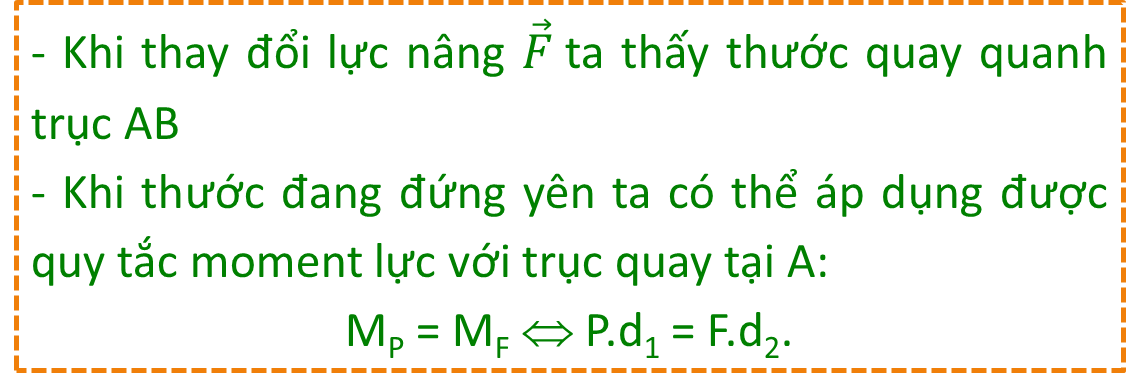 - Khi thay đổi lực nâng $\vec{F}$ ta thấy thước quay quanh
trục AB
- Khi thước đang đứng yên ta có thể áp dụng được
quy tắc moment lực với trục quay tại A:
M_P = M_F ⟺ P.d_1 = F.d_2.